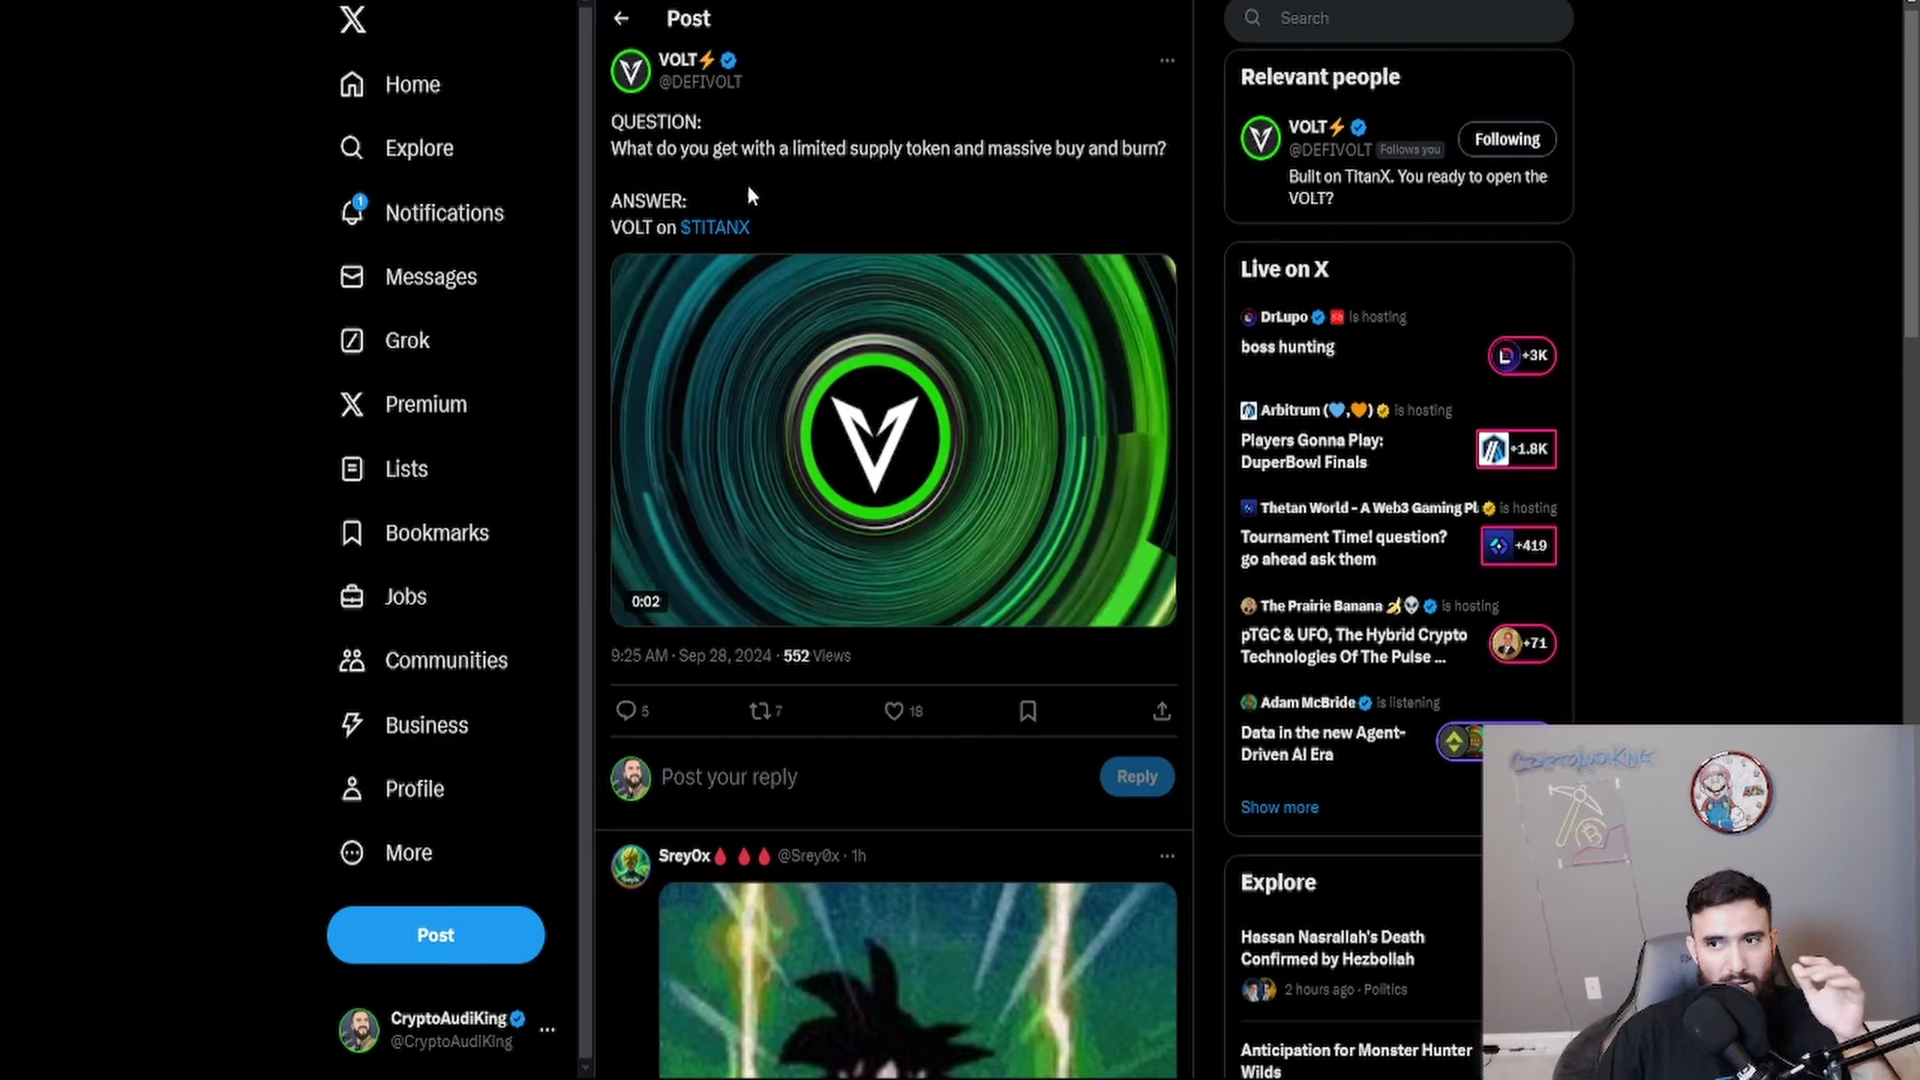 Home
Explore
1
Notifications
Messages
Grok
Premium
Lists
Bookmarks
Jobs
Communities
Business
Profile
More
Post
CryptoAudiKing
@CryptoAudiKing
Post
VOLT⚡
@DEFIVOLT
QUESTION:
What do you get with a limited supply token and massive buy and burn?
ANSWER:
VOLT on $TITANX
0:02
9:25 AM · Sep 28, 2024 · 552 Views
5
7
18
Post your reply
Reply
Srey0x🩸🩸🩸 @Srey0x · 1h
Search
Relevant people
VOLT⚡
@DEFIVOLT Follows you
Following
Built on TitanX. You ready to open the
VOLT?
Live on X
DrLupo is hosting
boss hunting
+3K
Arbitrum (💙,🧡) is hosting
Players Gonna Play:
DuperBowl Finals
+1.8K
Thetan World - A Web3 Gaming Pl is hosting
Tournament Time! question?
go ahead ask them
+419
The Prairie Banana 🍌👽 is hosting
pTGC & UFO, The Hybrid Crypto
Technologies Of The Pulse ...
+71
Adam McBride is listening
Data in the new Agent-
Driven AI Era
Show more
Explore
Hassan Nasrallah's Death
Confirmed by Hezbollah
2 hours ago · Politics
Anticipation for Monster Hunter
Wilds
CRYPTOAUDIKING